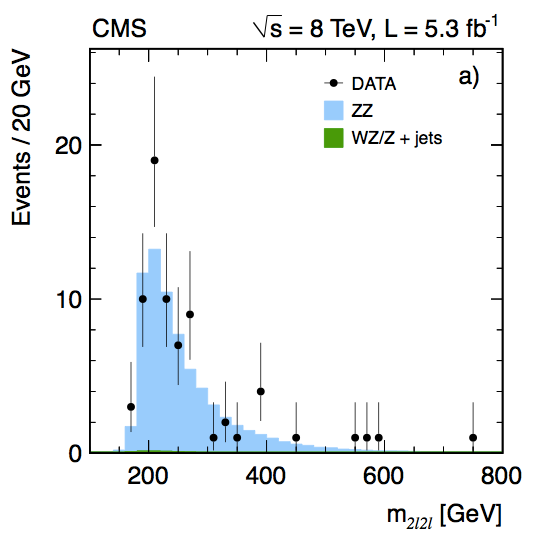 CMS √s = 8 TeV, L = 5.3 fb⁻¹
a)
DATA
ZZ
WZ/Z + jets
Events / 20 GeV
20
10
0
200 400 600 800
m₂l₂l [GeV]